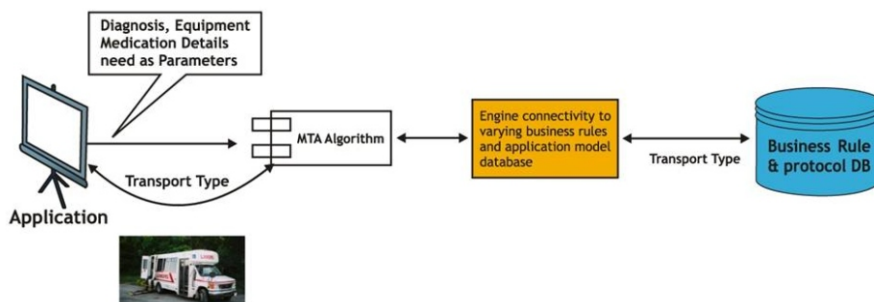 Diagnosis, Equipment
Medication Details
need as Parameters
MTA Algorithm
Transport Type
Application
Engine connectivity to
varying business rules
and application model
database
Transport Type
Business Rule
& protocol DB